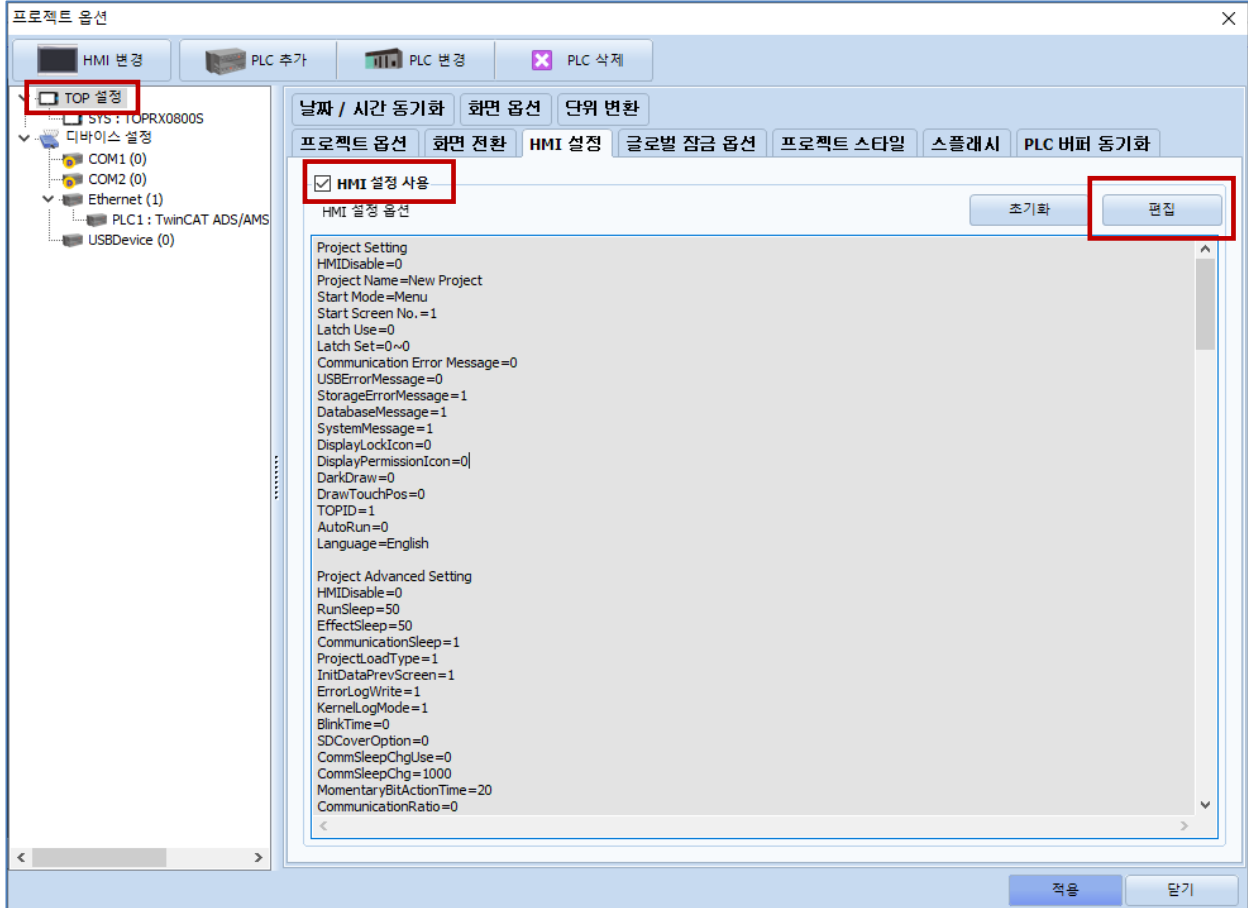 프로젝트 옵션
HMI 변경 PLC 추가 PLC 변경 PLC 삭제
TOP 설정
SYS : TOPRX0800S
디바이스 설정
COM1 (0)
COM2 (0)
Ethernet (1)
PLC1 : TwinCAT ADS/AMS
USBDevice (0)
날짜 / 시간 동기화 화면 옵션 단위 변환
프로젝트 옵션 화면 전환 HMI 설정 글로벌 잠금 옵션 프로젝트 스타일 스플래시 PLC 버퍼 동기화
HMI 설정 사용
HMI 설정 옵션 초기화 편집
Project Setting
HMIDisable=0
Project Name=New Project
Start Mode=Menu
Start Screen No.=1
Latch Use=0
Latch Set=0~0
Communication Error Message=0
USBErrorMessage=0
StorageErrorMessage=1
DatabaseMessage=1
SystemMessage=1
DisplayLockIcon=0
DisplayPermissionIcon=0
DarkDraw=0
DrawTouchPos=0
TOPID=1
AutoRun=0
Language=English
Project Advanced Setting
HMIDisable=0
RunSleep=50
EffectSleep=50
CommunicationSleep=1
ProjectLoadType=1
InitDataPrevScreen=1
ErrorLogWrite=1
KernelLogMode=1
BlinkTime=0
SDCoverOption=0
CommSleepChgUse=0
CommSleepChg=1000
MomentaryBitActionTime=20
CommunicationRatio=0
적용 닫기